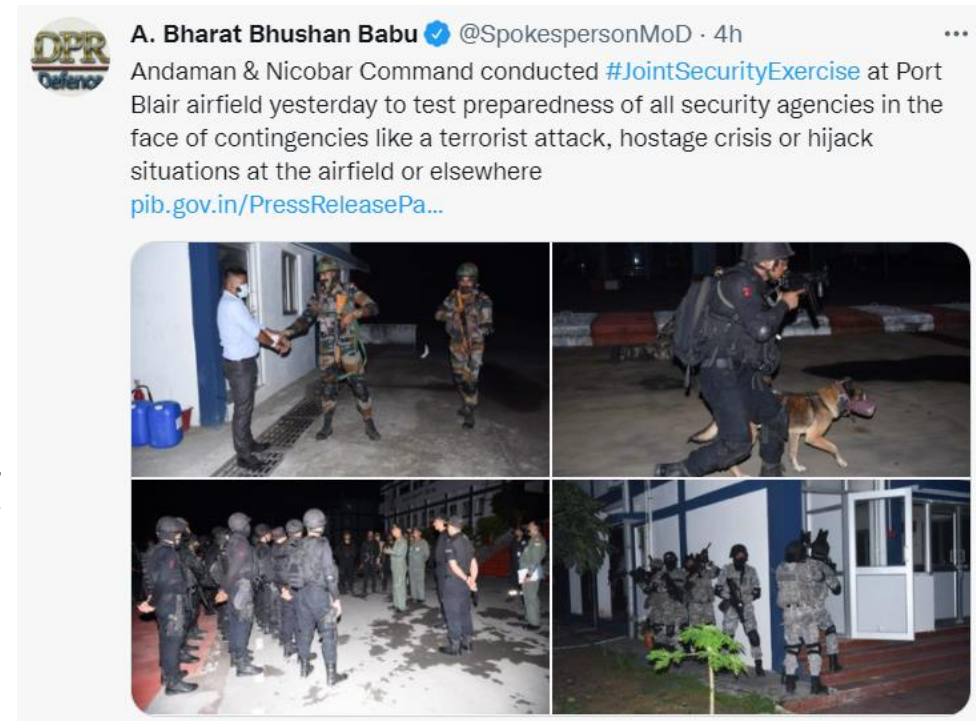 DPR
Defence
A. Bharat Bhushan Babu @SpokespersonMoD · 4h
Andaman & Nicobar Command conducted #JointSecurityExercise at Port
Blair airfield yesterday to test preparedness of all security agencies in the
face of contingencies like a terrorist attack, hostage crisis or hijack
situations at the airfield or elsewhere
pib.gov.in/PressReleasePa...